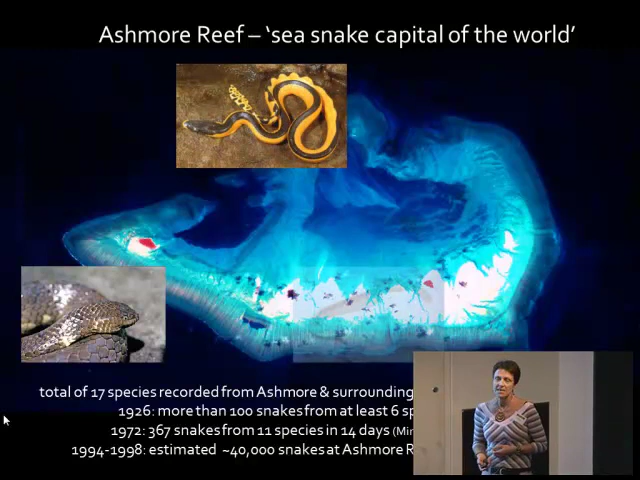 Ashmore Reef – ‘sea snake capital of the world’
total of 17 species recorded from Ashmore & surrounding
1926: more than 100 snakes from at least 6 sp
1972: 367 snakes from 11 species in 14 days (Min
1994-1998: estimated ~40,000 snakes at Ashmore R